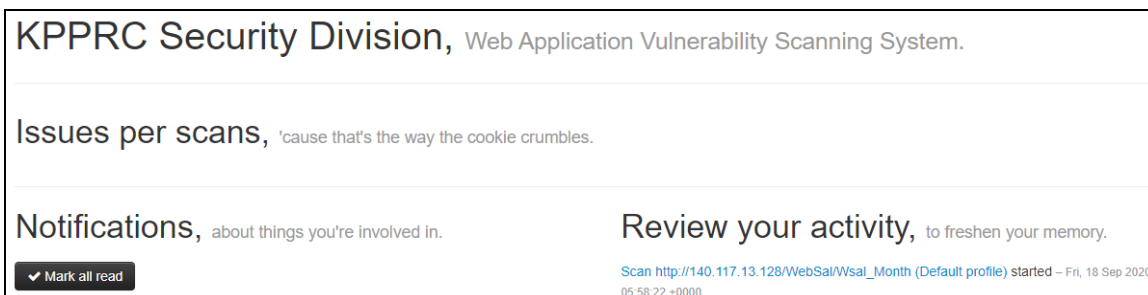 KPPRC Security Division, Web Application Vulnerability Scanning System.
Issues per scans, 'cause that's the way the cookie crumbles.
Notifications, about things you're involved in.
✔ Mark all read
Review your activity, to freshen your memory.
Scan http://140.117.13.128/WebSal/Wsal_Month (Default profile) started – Fri, 18 Sep 2020
05:58:22 +0000